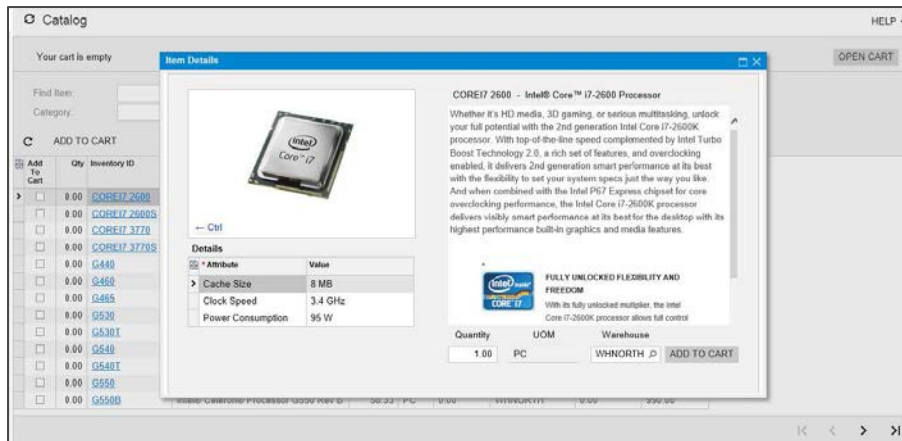 Catalog
HELP
Your cart is empty
OPEN CART
Find Item:
Category:
ADD TO CART
Add To Cart Qty Inventory ID
0.00 COREI7 2600
0.00 COREI7 2600S
0.00 COREI7 3770
0.00 COREI7 3770S
0.00 G440
0.00 G460
0.00 G465
0.00 G530
0.00 G530T
0.00 G540
0.00 G540T
0.00 G550
0.00 G550B
Item Details
intel
Core™ i7
← Ctrl
Details
* Attribute Value
Cache Size 8 MB
Clock Speed 3.4 GHz
Power Consumption 95 W
COREI7 2600 - Intel® Core™ i7-2600 Processor
Whether it's HD media, 3D gaming, or serious multitasking, unlock
your full potential with the 2nd generation Intel Core i7-2600K
processor. With top-of-the-line speed complemented by Intel Turbo
Boost Technology 2.0, a rich set of features, and overclocking
enabled, it delivers 2nd generation smart performance at its best
with the flexibility to set your system specs just the way you like.
And when combined with the Intel P67 Express chipset for core
overclocking performance, the Intel Core i7-2600K processor
delivers visibly smart performance at its best for the desktop with its
highest performance built-in graphics and media features.
intel inside™
CORE i7
FULLY UNLOCKED FLEXIBILITY AND
FREEDOM
With its fully unlocked multiplier, the Intel
Core i7-2600K processor allows full control
Quantity UOM Warehouse
1.00 PC WHNORTH ADD TO CART